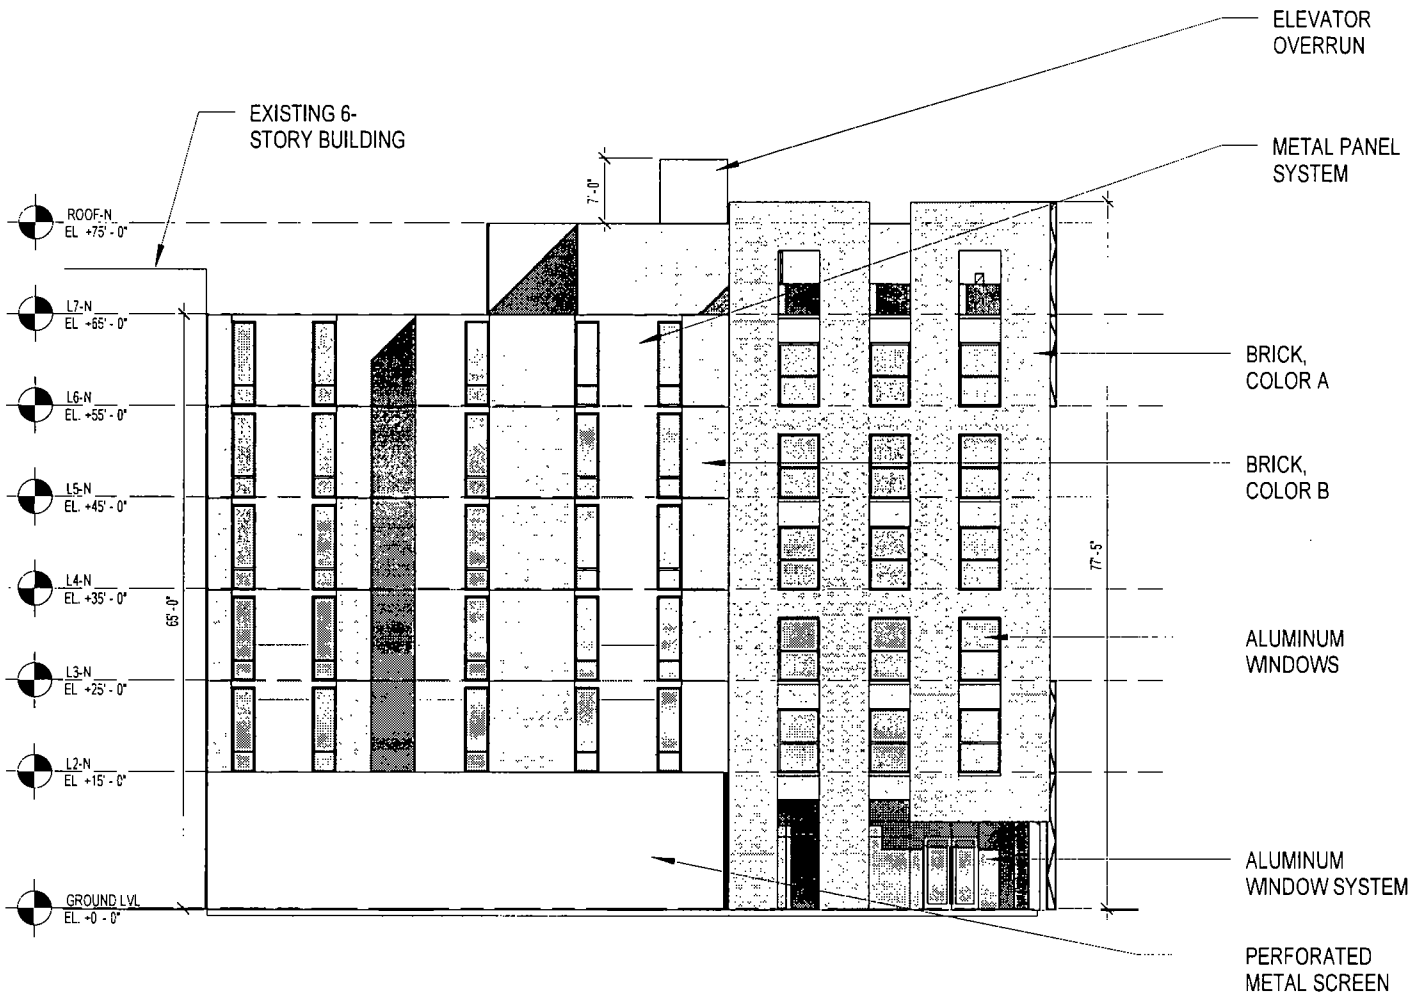 ELEVATOR
OVERRUN
EXISTING 6-
STORY BUILDING
METAL PANEL
SYSTEM
7'-0"
ROOF-N
EL +75' - 0"
L7-N
EL +65' - 0"
BRICK,
COLOR A
L6-N
EL +55' - 0"
BRICK,
COLOR B
L5-N
EL. +45' - 0"
77'-5"
L4-N
EL. +35' - 0"
65'-0"
ALUMINUM
WINDOWS
L3-N
EL +25' - 0"
L2-N
EL +15' - 0"
ALUMINUM
WINDOW SYSTEM
GROUND LVL
EL. +0 - 0"
PERFORATED
METAL SCREEN